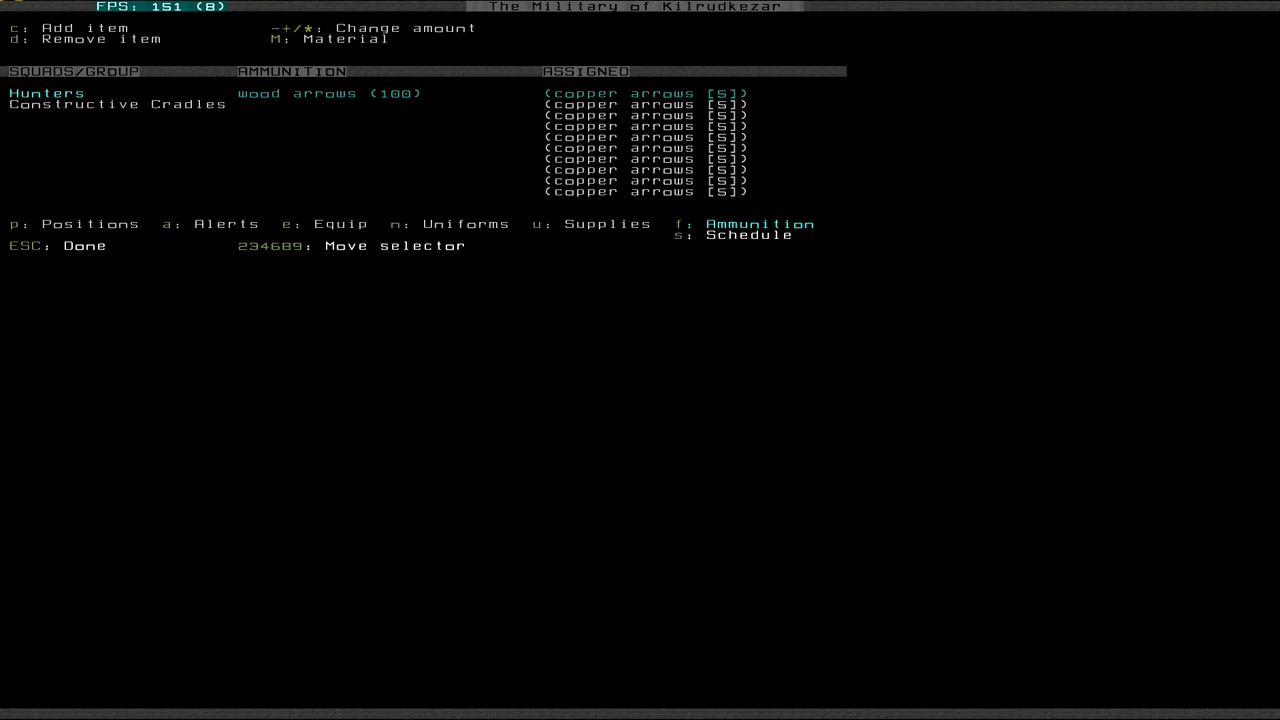 FPS: 151 (8) The Military of Kilrudkezar
c: Add item -+/*: Change amount
d: Remove item M: Material
SQUADS/GROUP AMMUNITION ASSIGNED
Hunters wood arrows (100) (copper arrows [5])
Constructive Cradles (copper arrows [5])
(copper arrows [5])
(copper arrows [5])
(copper arrows [5])
(copper arrows [5])
(copper arrows [5])
(copper arrows [5])
(copper arrows [5])
(copper arrows [5])
p: Positions a: Alerts e: Equip n: Uniforms u: Supplies f: Ammunition
s: Schedule
ESC: Done 234689: Move selector